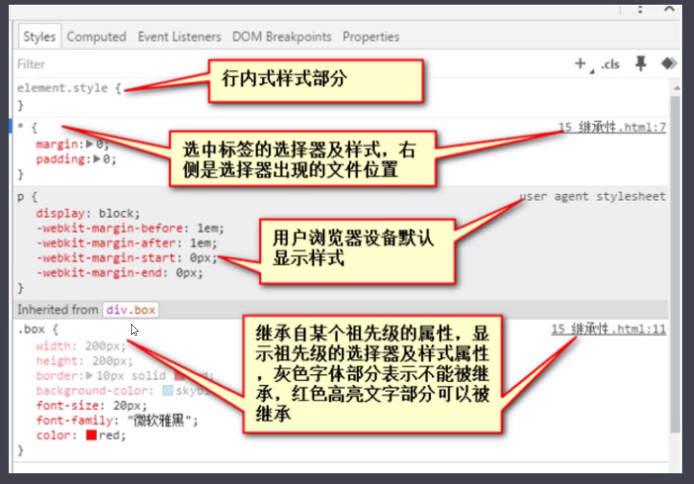 Styles Computed Event Listeners DOM Breakpoints Properties
Filter
+ .cls
element.style {
}
行内式样式部分
* {
15 继承性.html:7
margin:▶0;
padding:▶0;
}
选中标签的选择器及样式，右
侧是选择器出现的文件位置
p {
user agent stylesheet
display: block;
-webkit-margin-before: 1em;
-webkit-margin-after: 1em;
-webkit-margin-start: 0px;
-webkit-margin-end: 0px;
}
用户浏览器设备默认
显示样式
Inherited from div.box
.box {
15 继承性.html:11
width: 200px;
height: 200px;
border:▶10px solid
background-color:
font-size: 20px;
font-family: "微软雅黑";
color: red;
}
继承自某个祖先级的属性，显
示祖先级的选择器及样式属性
，灰色字体部分表示不能被继
承，红色高亮文字部分可以被
继承